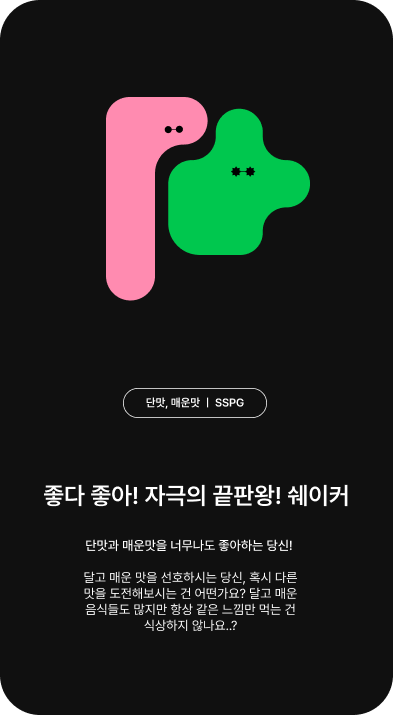 단맛, 매운맛 | SSPG
좋다 좋아! 자극의 끝판왕! 쉐이커
단맛과 매운맛을 너무나도 좋아하는 당신!
달고 매운 맛을 선호하시는 당신, 혹시 다른
맛을 도전해보시는 건 어떤가요? 달고 매운
음식들도 많지만 항상 같은 느낌만 먹는 건
식상하지 않나요..?